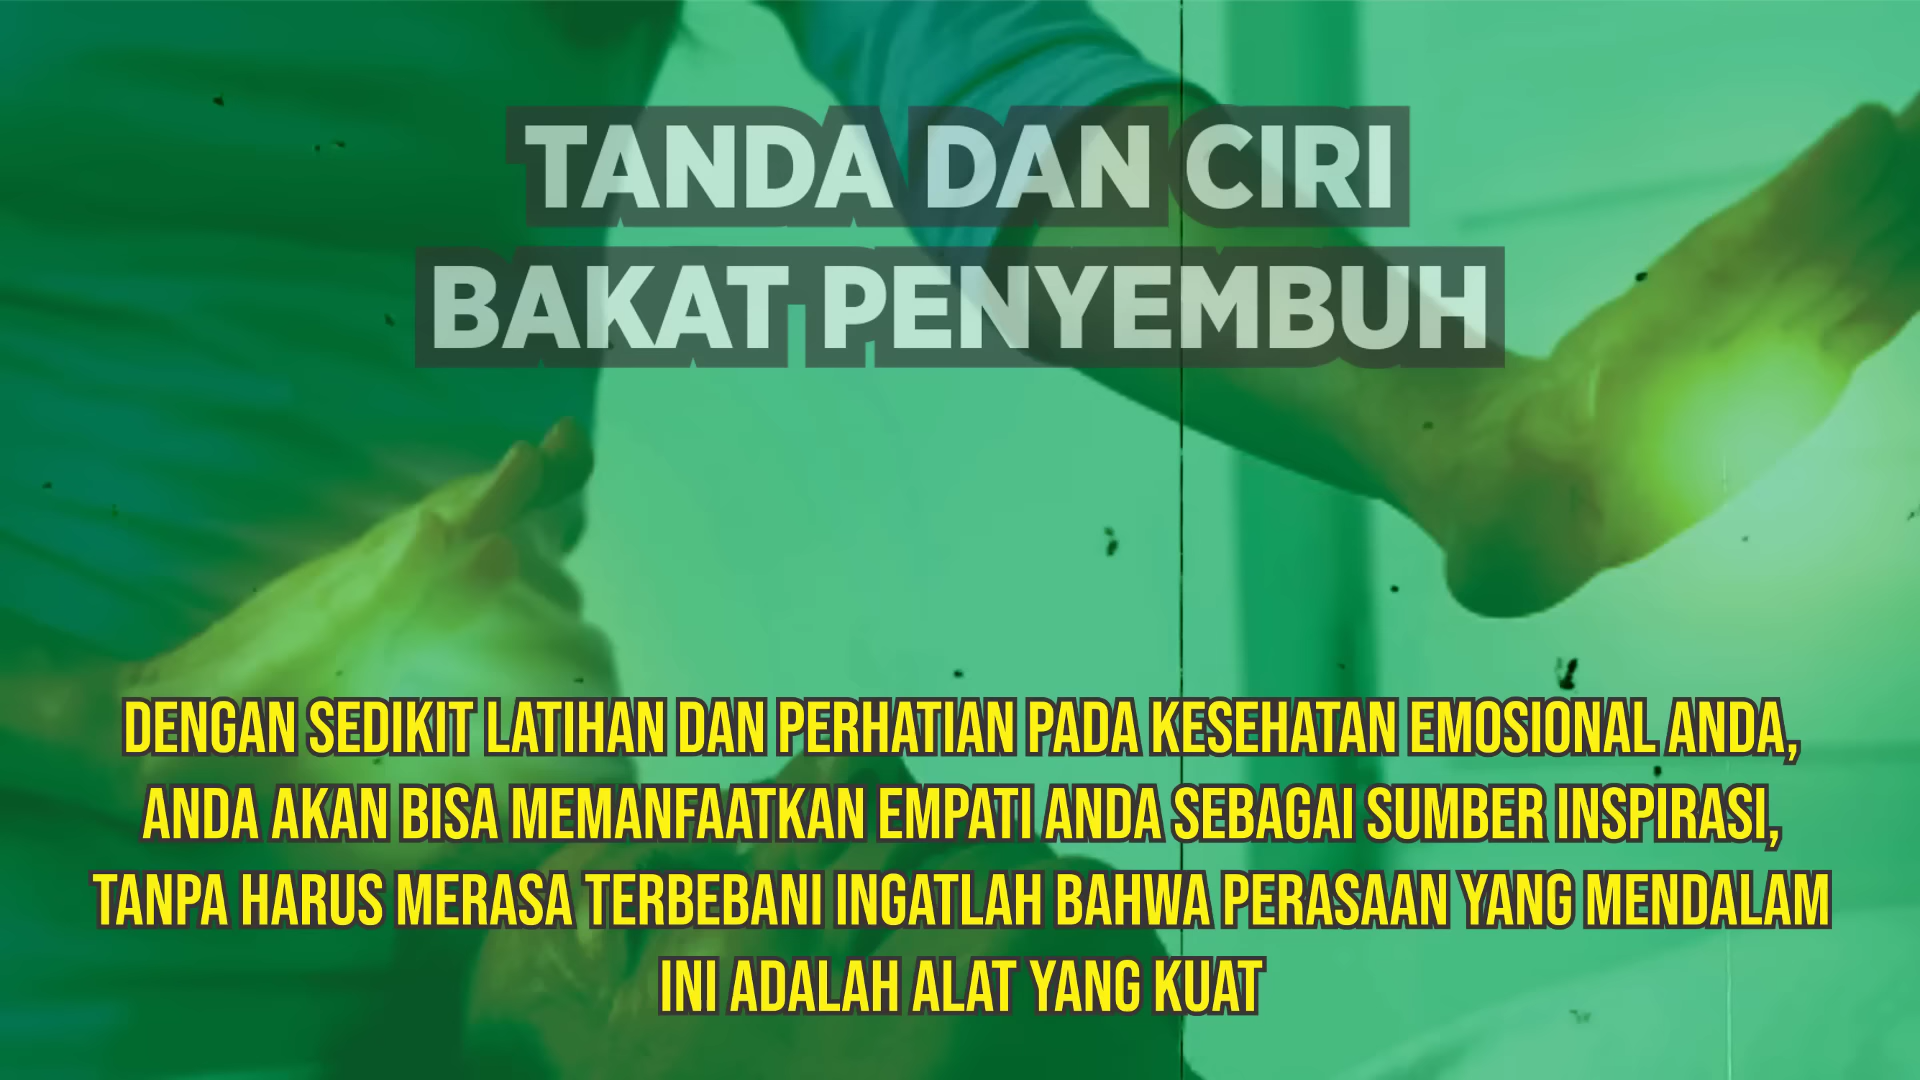 TANDA DAN CIRI
BAKAT PENYEMBUH
DENGAN SEDIKIT LATIHAN DAN PERHATIAN PADA KESEHATAN EMOSIONAL ANDA,
ANDA AKAN BISA MEMANFAATKAN EMPATI ANDA SEBAGAI SUMBER INSPIRASI,
TANPA HARUS MERASA TERBEBANI INGATLAH BAHWA PERASAAN YANG MENDALAM
INI ADALAH ALAT YANG KUAT